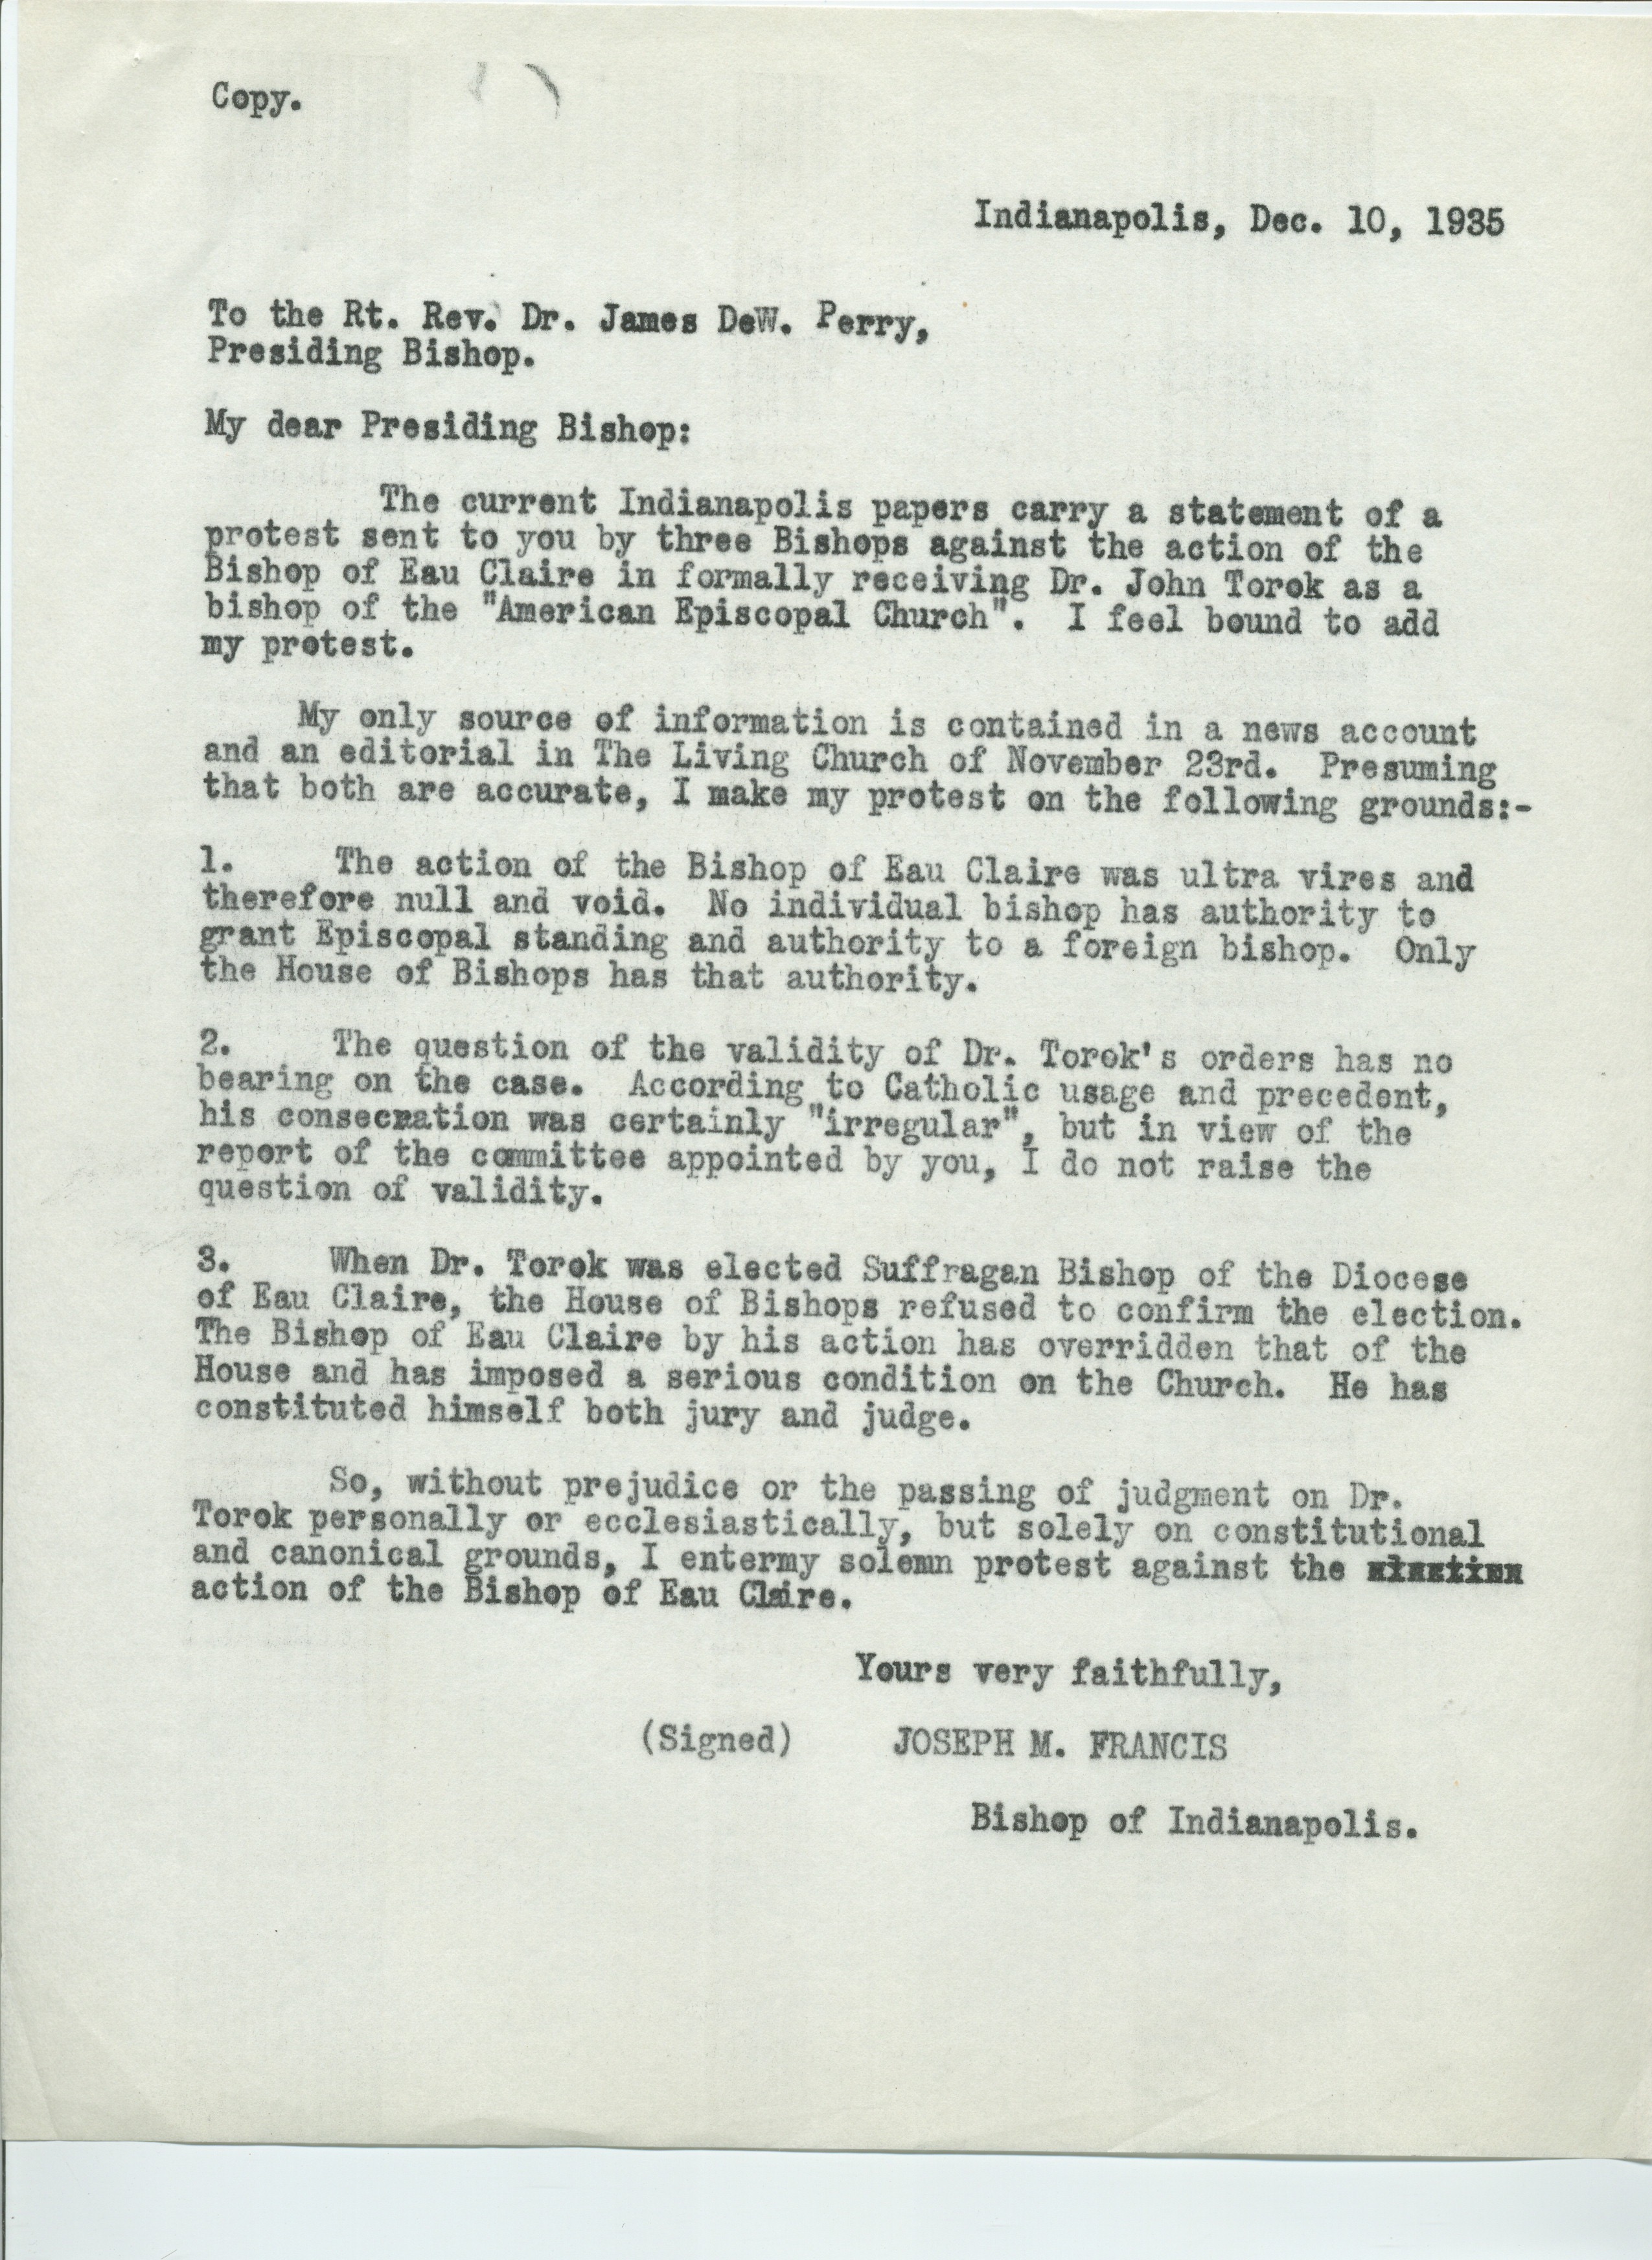 Copy.
Indianapolis, Dec. 10, 1935
To the Rt. Rev. Dr. James DeW. Perry,
Presiding Bishop.
My dear Presiding Bishop:
The current Indianapolis papers carry a statement of a
protest sent to you by three Bishops against the action of the
Bishop of Eau Claire in formally receiving Dr. John Torok as a
bishop of the "American Episcopal Church". I feel bound to add
my protest.
My only source of information is contained in a news account
and an editorial in The Living Church of November 23rd. Presuming
that both are accurate, I make my protest on the following grounds:-
1. The action of the Bishop of Eau Claire was ultra vires and
therefore null and void. No individual bishop has authority to
grant Episcopal standing and authority to a foreign bishop. Only
the House of Bishops has that authority.
2. The question of the validity of Dr. Torok's orders has no
bearing on the case. According to Catholic usage and precedent,
his consecration was certainly "irregular", but in view of the
report of the committee appointed by you, I do not raise the
question of validity.
3. When Dr. Torok was elected Suffragan Bishop of the Diocese
of Eau Claire, the House of Bishops refused to confirm the election.
The Bishop of Eau Claire by his action has overridden that of the
House and has imposed a serious condition on the Church. He has
constituted himself both jury and judge.
So, without prejudice or the passing of judgment on Dr.
Torok personally or ecclesiastically, but solely on constitutional
and canonical grounds, I entermy solemn protest against the
action of the Bishop of Eau Claire.
Yours very faithfully,
(Signed) JOSEPH M. FRANCIS
Bishop of Indianapolis.